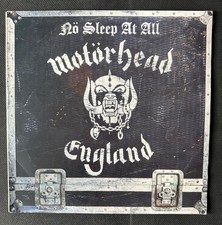 Nö Sleep At All
Motörhead
England